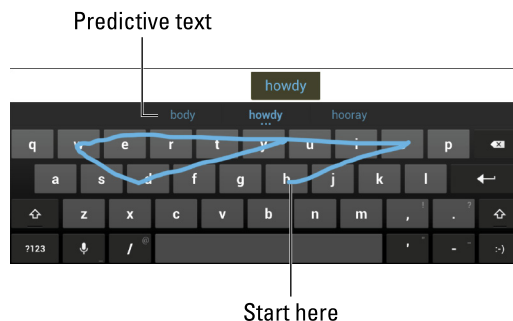 Predictive text
howdy
body howdy hooray
q w e r t y u i p
a s d f g h j k l
z x c v b n m , ! . ?
?123 / @ ' - _ :-)
Start here